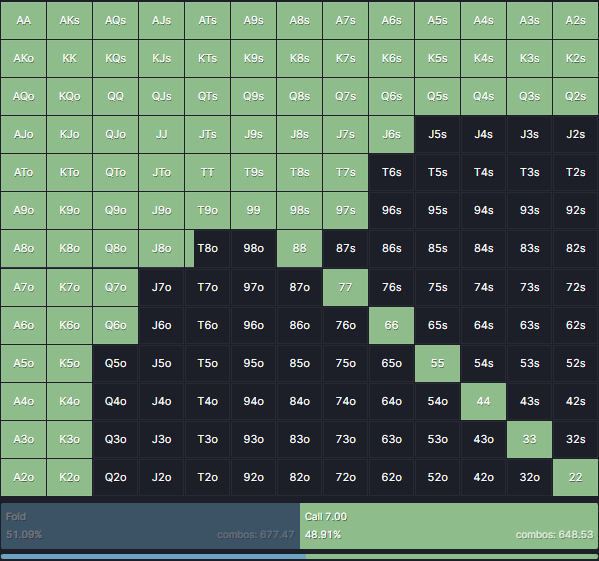 AA AKs AQs AJs ATs A9s A8s A7s A6s A5s A4s A3s A2s
AKo KK KQs KJs KTs K9s K8s K7s K6s K5s K4s K3s K2s
AQo KQo QQ QJs QTs Q9s Q8s Q7s Q6s Q5s Q4s Q3s Q2s
AJo KJo QJo JJ JTs J9s J8s J7s J6s J5s J4s J3s J2s
ATo KTo QTo JTo TT T9s T8s T7s T6s T5s T4s T3s T2s
A9o K9o Q9o J9o T9o 99 98s 97s 96s 95s 94s 93s 92s
A8o K8o Q8o J8o T8o 98o 88 87s 86s 85s 84s 83s 82s
A7o K7o Q7o J7o T7o 97o 87o 77 76s 75s 74s 73s 72s
A6o K6o Q6o J6o T6o 96o 86o 76o 66 65s 64s 63s 62s
A5o K5o Q5o J5o T5o 95o 85o 75o 65o 55 54s 53s 52s
A4o K4o Q4o J4o T4o 94o 84o 74o 64o 54o 44 43s 42s
A3o K3o Q3o J3o T3o 93o 83o 73o 63o 53o 43o 33 32s
A2o K2o Q2o J2o T2o 92o 82o 72o 62o 52o 42o 32o 22
Fold Call 7.00
51.09% combos: 677.47 48.91% combos: 648.53